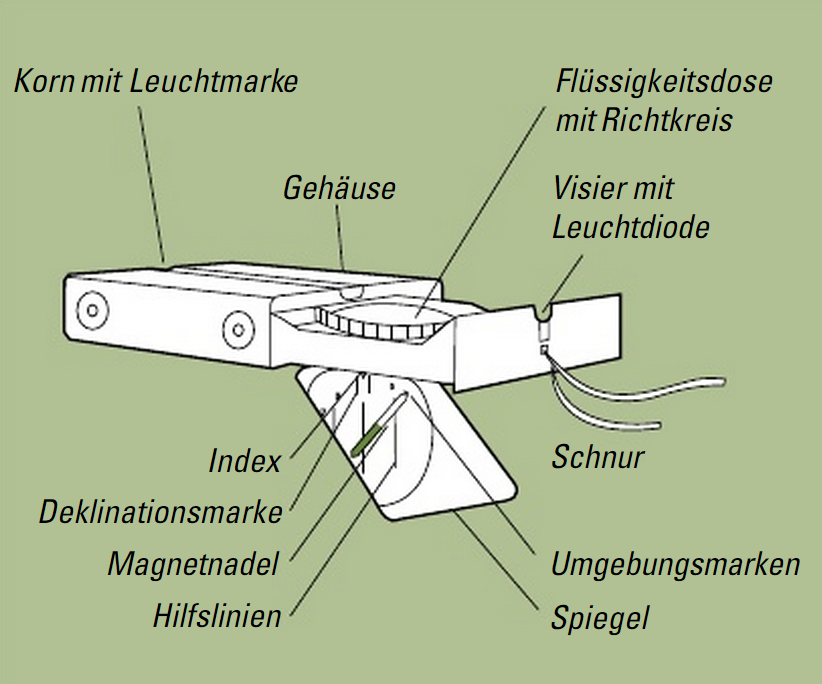 Korn mit Leuchtmarke
Flüssigkeitsdose
mit Richtkreis
Gehäuse
Visier mit
Leuchtdiode
Index
Schnur
Deklinationsmarke
Magnetnadel
Umgebungsmarken
Hilfslinien
Spiegel